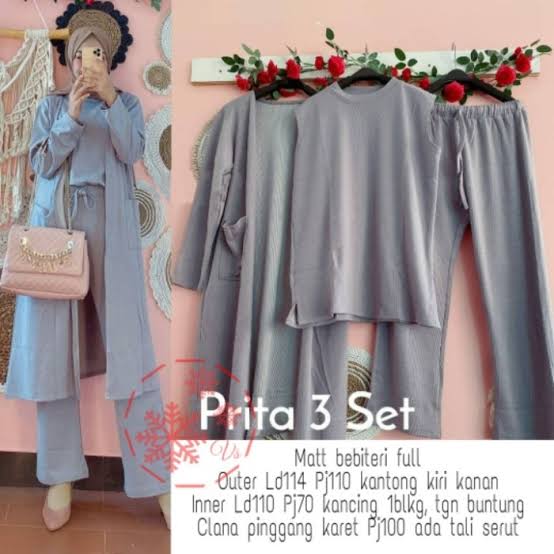 Prita 3 Set
Vs
Matt bebiteri full
Outer Ld114 Pj110 kantong kiri kanan
Inner Ld110 Pj70 kancing 1blkg, tgn buntung
Clana pinggang karet Pj100 ada tali serut